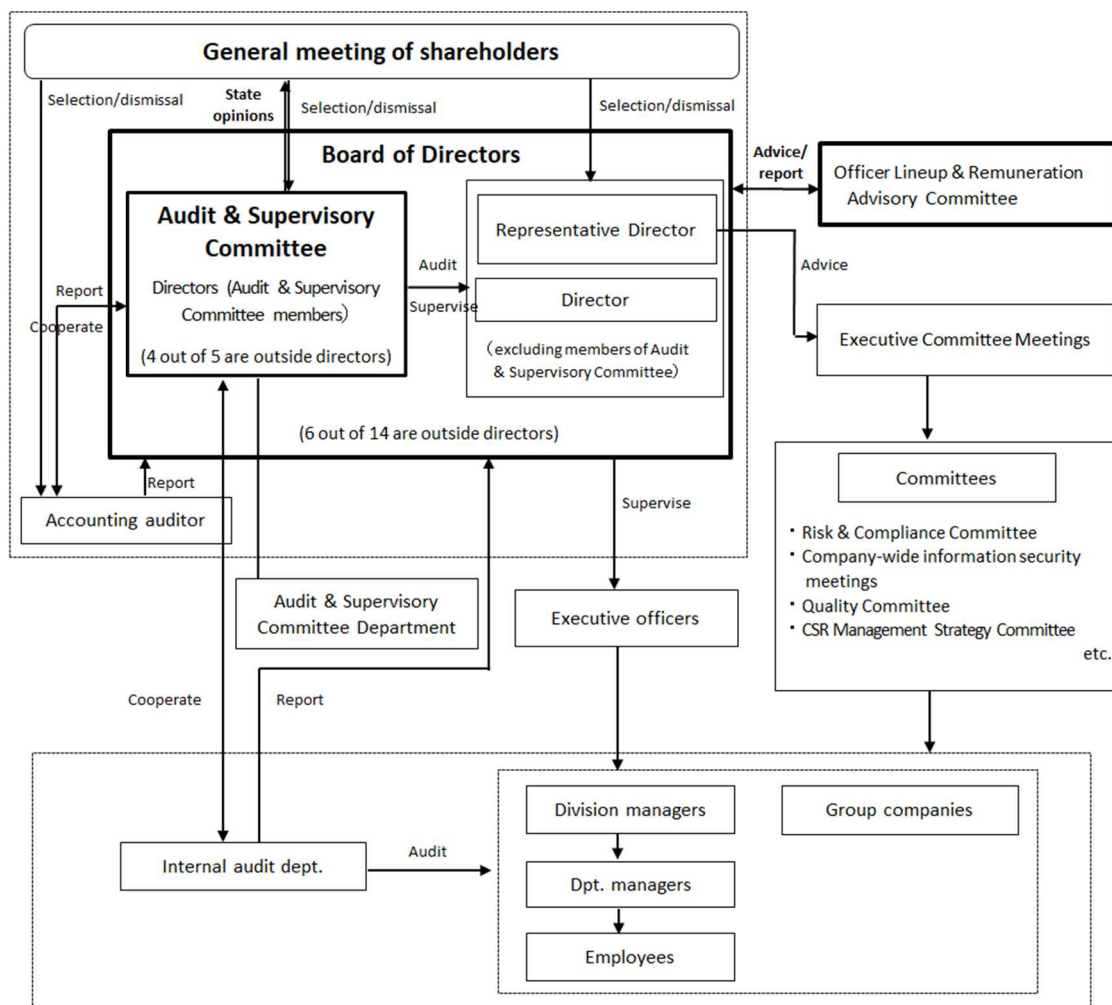 General meeting of shareholders
Selection/dismissal
State
opinions
Selection/dismissal
Selection/dismissal
Board of Directors
Advice/
report
Officer Lineup & Remuneration
Advisory Committee
Audit & Supervisory
Committee
Directors (Audit & Supervisory
Committee members）
(4 out of 5 are outside directors)
Report
Cooperate
Audit
Supervise
Representative Director
Director
（excluding members of Audit
& Supervisory Committee）
Advice
Executive Committee Meetings
(6 out of 14 are outside directors)
Report
Accounting auditor
Supervise
Committees
・ Risk & Compliance Committee
・ Company-wide information security
meetings
・ Quality Committee
・ CSR Management Strategy Committee
etc.
Audit & Supervisory
Committee Department
Executive officers
Cooperate
Report
Division managers
Group companies
Internal audit dept.
Audit
Dpt. managers
Employees